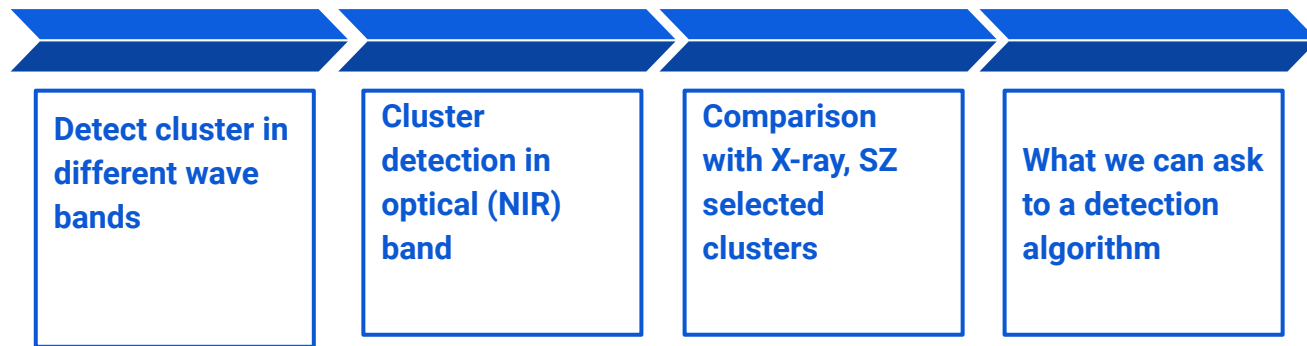 Detect cluster in
different wave
bands
Cluster
detection in
optical (NIR)
band
Comparison
with X-ray, SZ
selected
clusters
What we can ask
to a detection
algorithm